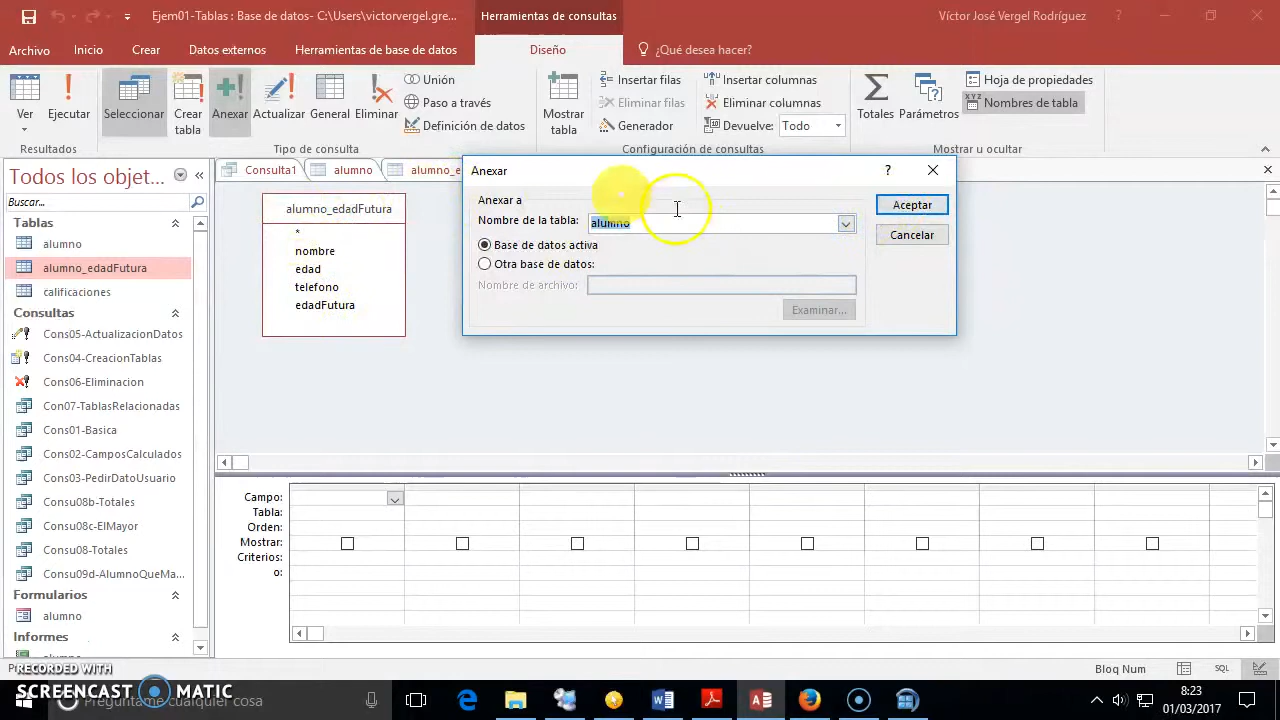 Ejem01-Tablas : Base de datos- C:\Users\victorvergel.gre...
Herramientas de consultas
Víctor José Vergel Rodríguez
?
Archivo
Inicio
Crear
Datos externos
Herramientas de base de datos
Diseño
¿Qué desea hacer?
Ver
Ejecutar
Seleccionar
Crear tabla
Anexar
Actualizar
General
Eliminar
Unión
Paso a través
Definición de datos
Mostrar tabla
Insertar filas
Eliminar filas
Generador
Insertar columnas
Eliminar columnas
Devuelve: Todo
Totales
Parámetros
Hoja de propiedades
Nombres de tabla
Resultados
Tipo de consulta
Configuración de consultas
Mostrar u ocultar
Todos los objet...
Buscar...
Tablas
alumno
alumno_edadFutura
calificaciones
Consultas
Cons05-ActualizacionDatos
Cons04-CreacionTablas
Cons06-Eliminacion
Con07-TablasRelacionadas
Cons01-Basica
Cons02-CamposCalculados
Cons03-PedirDatoUsuario
Consu08b-Totales
Consu08c-ElMayor
Consu08-Totales
Consu09d-AlumnoQueMa...
Formularios
alumno
Informes
Consulta1
alumno
alumno_e
alumno_edadFutura
*
nombre
edad
telefono
edadFutura
Anexar
?
Anexar a
Nombre de la tabla: alumno
Base de datos activa
Otra base de datos:
Nombre de archivo:
Examinar...
Aceptar
Cancelar
Campo:
Tabla:
Orden:
Mostrar:
Criterios:
o:
Bloq Num
SQL
RECORDED WITH
SCREENCAST MATIC
Pregúntame cualquier cosa
8:23
01/03/2017